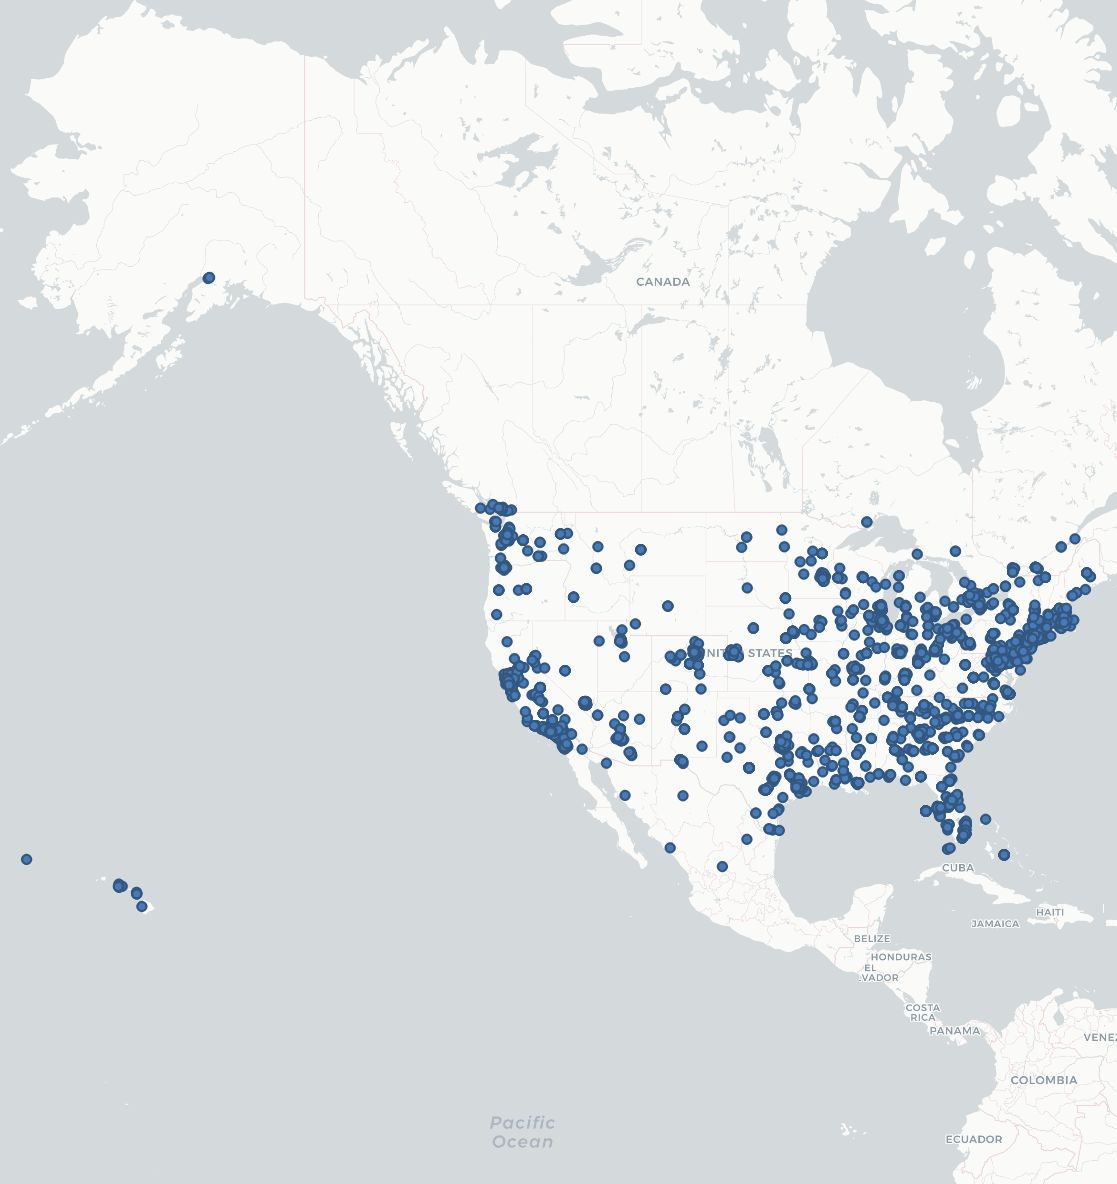 CANADA
UNITED STATES
CUBA
HAITI
JAMAICA
BELIZE
HONDURAS
EL
.VADOR
COSTA
RICA
PANAMA
VENEZ
COLOMBIA
Pacific
Ocean
ECUADOR